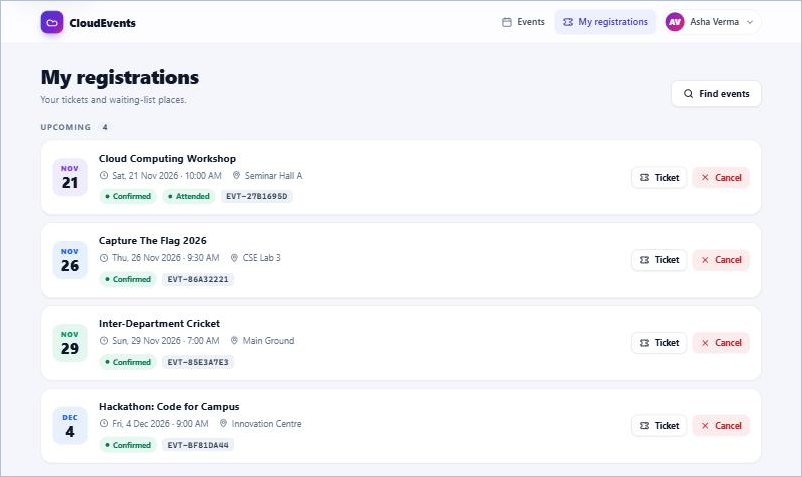 CloudEvents
Events
My registrations
AV
Asha Verma
My registrations
Your tickets and waiting-list places.
Find events
UPCOMING 4
NOV
21
Cloud Computing Workshop
Sat, 21 Nov 2026 · 10:00 AM Seminar Hall A
Confirmed Attended EVT-27B1695D
Ticket
Cancel
NOV
26
Capture The Flag 2026
Thu, 26 Nov 2026 · 9:30 AM CSE Lab 3
Confirmed EVT-86A32221
Ticket
Cancel
NOV
29
Inter-Department Cricket
Sun, 29 Nov 2026 · 7:00 AM Main Ground
Confirmed EVT-85E3A7E3
Ticket
Cancel
DEC
4
Hackathon: Code for Campus
Fri, 4 Dec 2026 · 9:00 AM Innovation Centre
Confirmed EVT-BF81DA44
Ticket
Cancel